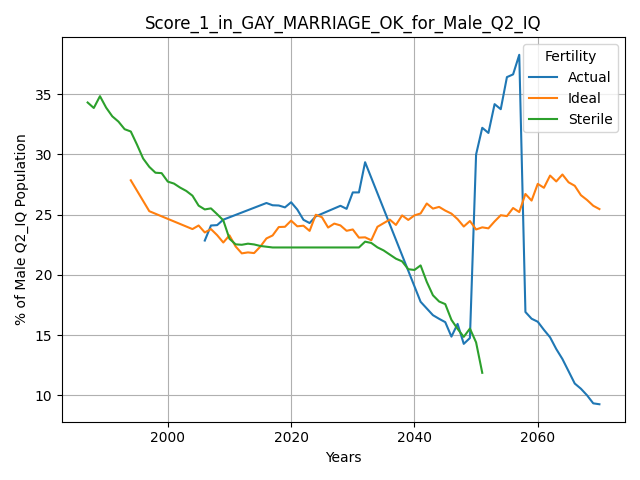 Score_1_in_GAY_MARRIAGE_OK_for_Male_Q2_IQ
Fertility
Actual
Ideal
Sterile
% of Male Q2_IQ Population
35
30
25
20
15
10
2000
2020
2040
2060
Years